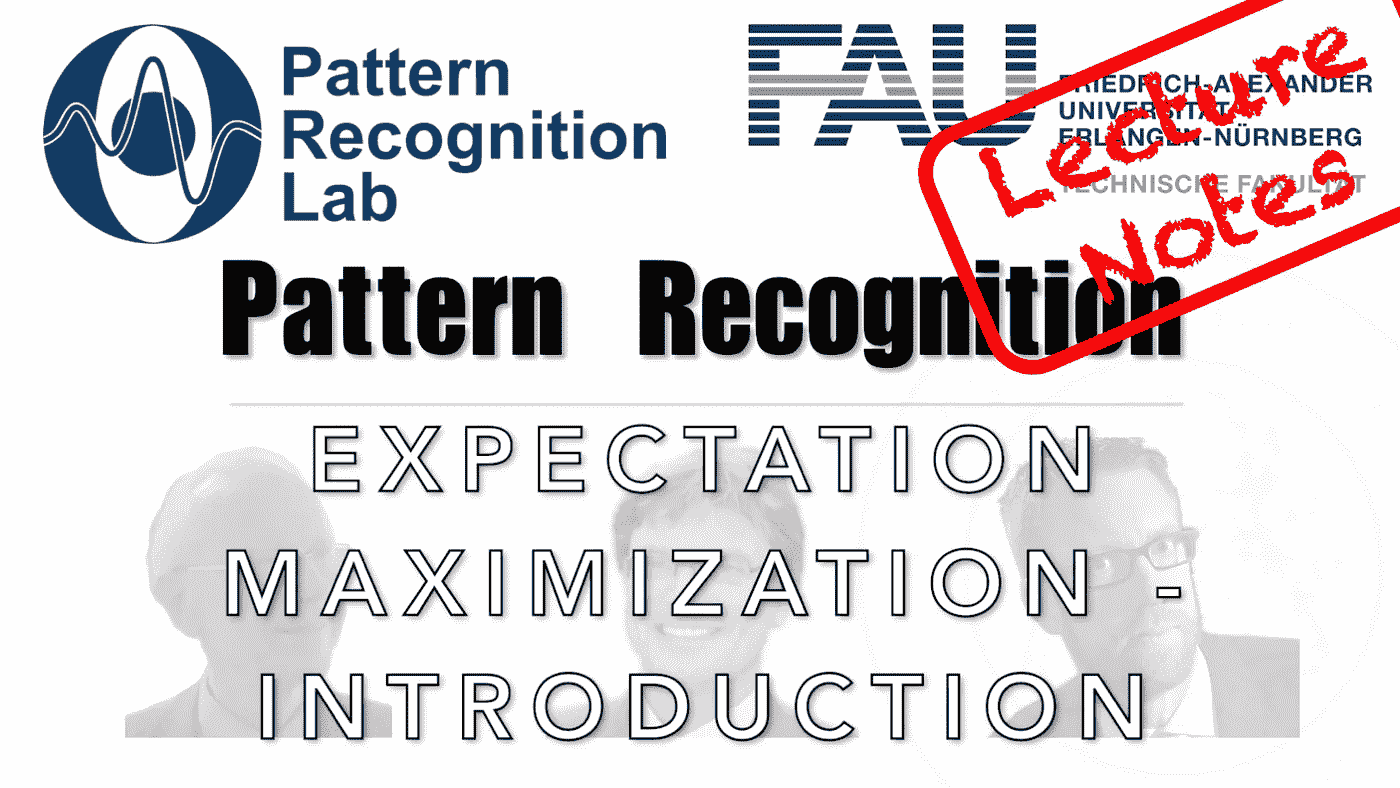 Pattern
Recognition
Lab
FAU
FRIEDRICH-ALEXANDER
UNIVERSITÄT
ERLANGEN-NÜRNBERG
TECHNISCHE FAKULTÄT
Lecture
Notes
Pattern Recognition
EXPECTATION
MAXIMIZATION -
INTRODUCTION